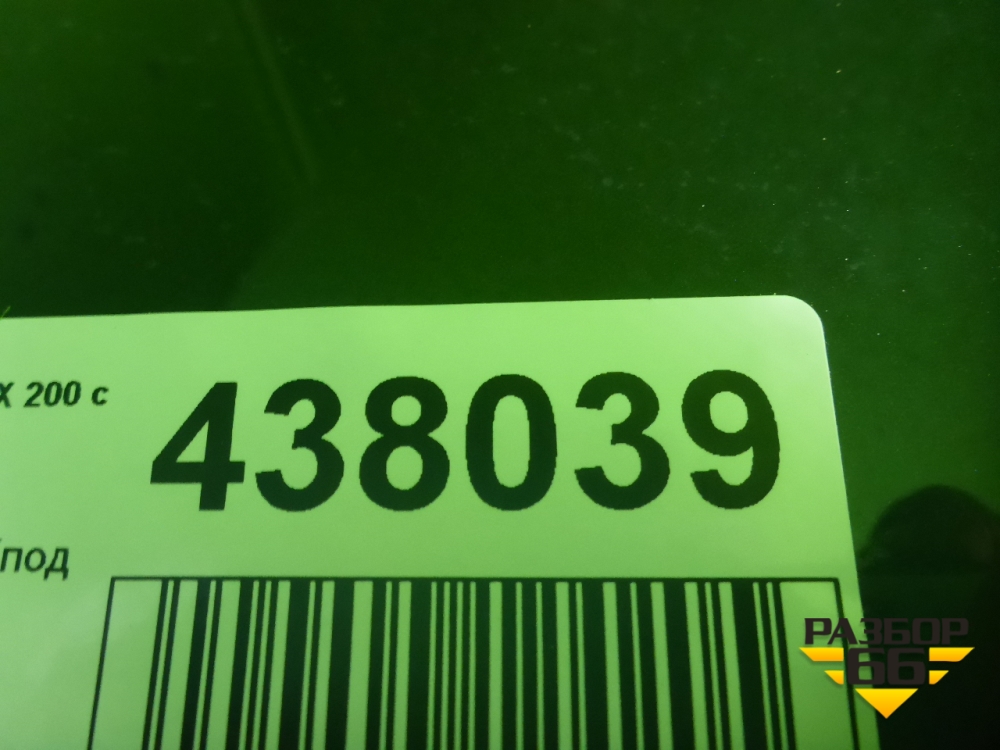 X 200 с
438039
под
РАЗБОР
66